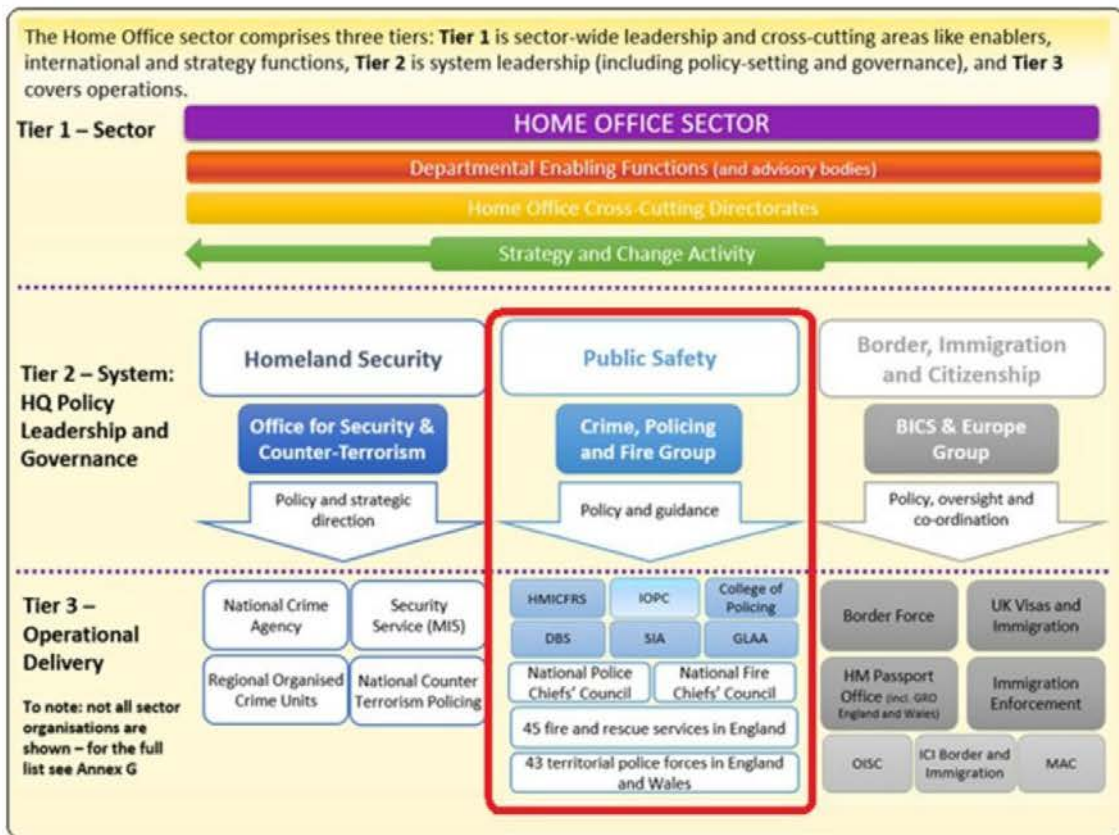 The Home Office sector comprises three tiers: Tier 1 is sector-wide leadership and cross-cutting areas like enablers,
international and strategy functions, Tier 2 is system leadership (including policy-setting and governance), and Tier 3
covers operations.
Tier 1 – Sector
HOME OFFICE SECTOR
Departmental Enabling Functions (and advisory bodies)
Home Office Cross-Cutting Directorates
Strategy and Change Activity
Tier 2 – System:
HQ Policy
Leadership and
Governance
Homeland Security
Office for Security &
Counter-Terrorism
Policy and strategic
direction
Public Safety
Crime, Policing
and Fire Group
Policy and guidance
Border, Immigration
and Citizenship
BICS & Europe
Group
Policy, oversight and
co-ordination
Tier 3 –
Operational
Delivery
To note: not all sector
organisations are
shown – for the full
list see Annex G
National Crime
Agency
Security
Service (MI5)
Regional Organised
Crime Units
National Counter
Terrorism Policing
HMICFRS
IOPC
College of
Policing
DBS
SIA
GLAA
National Police
Chiefs' Council
National Fire
Chiefs' Council
45 fire and rescue services in England
43 territorial police forces in England
and Wales
Border Force
UK Visas and
Immigration
HM Passport
Office (incl. GRO
England and Wales)
Immigration
Enforcement
OISC
ICI Border and
Immigration
MAC